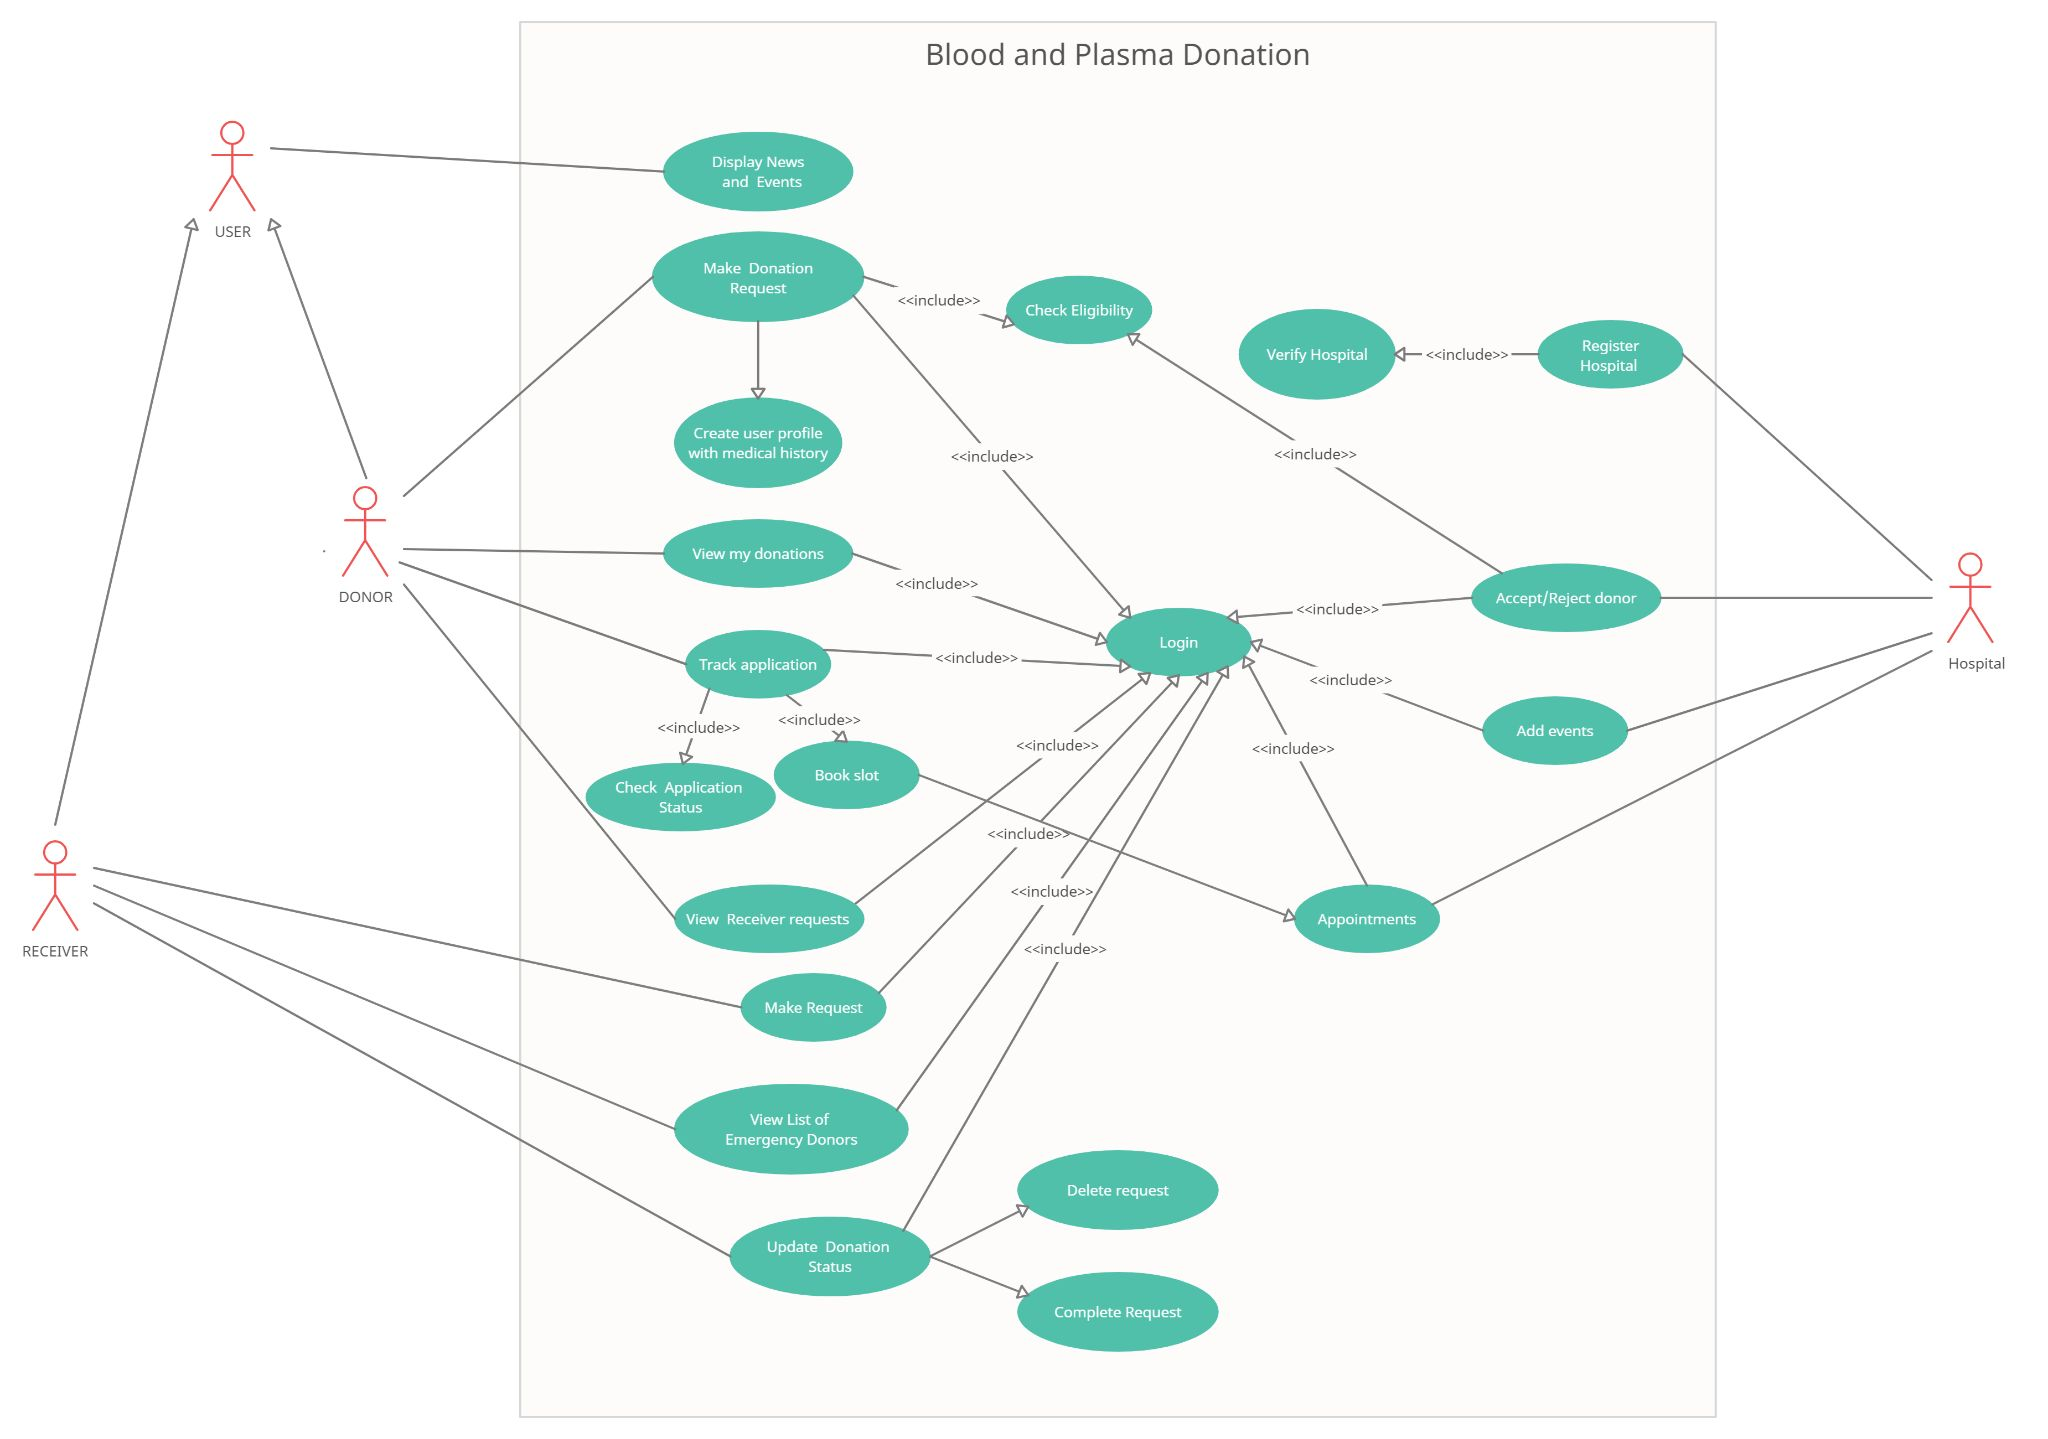 Blood and Plasma Donation
USER
DONOR
RECEIVER
Hospital
Display News
and Events
Make Donation
Request
<<include>>
Check Eligibility
Verify Hospital
<<include>>
Register
Hospital
Create user profile
with medical history
<<include>>
<<include>>
View my donations
<<include>>
Accept/Reject donor
<<include>>
Login
Track application
<<include>>
<<include>>
<<include>>
<<include>>
Add events
<<include>>
<<include>>
Check Application
Status
Book slot
<<include>>
<<include>>
<<include>>
View Receiver requests
Appointments
Make Request
View List of
Emergency Donors
Delete request
Update Donation
Status
Complete Request